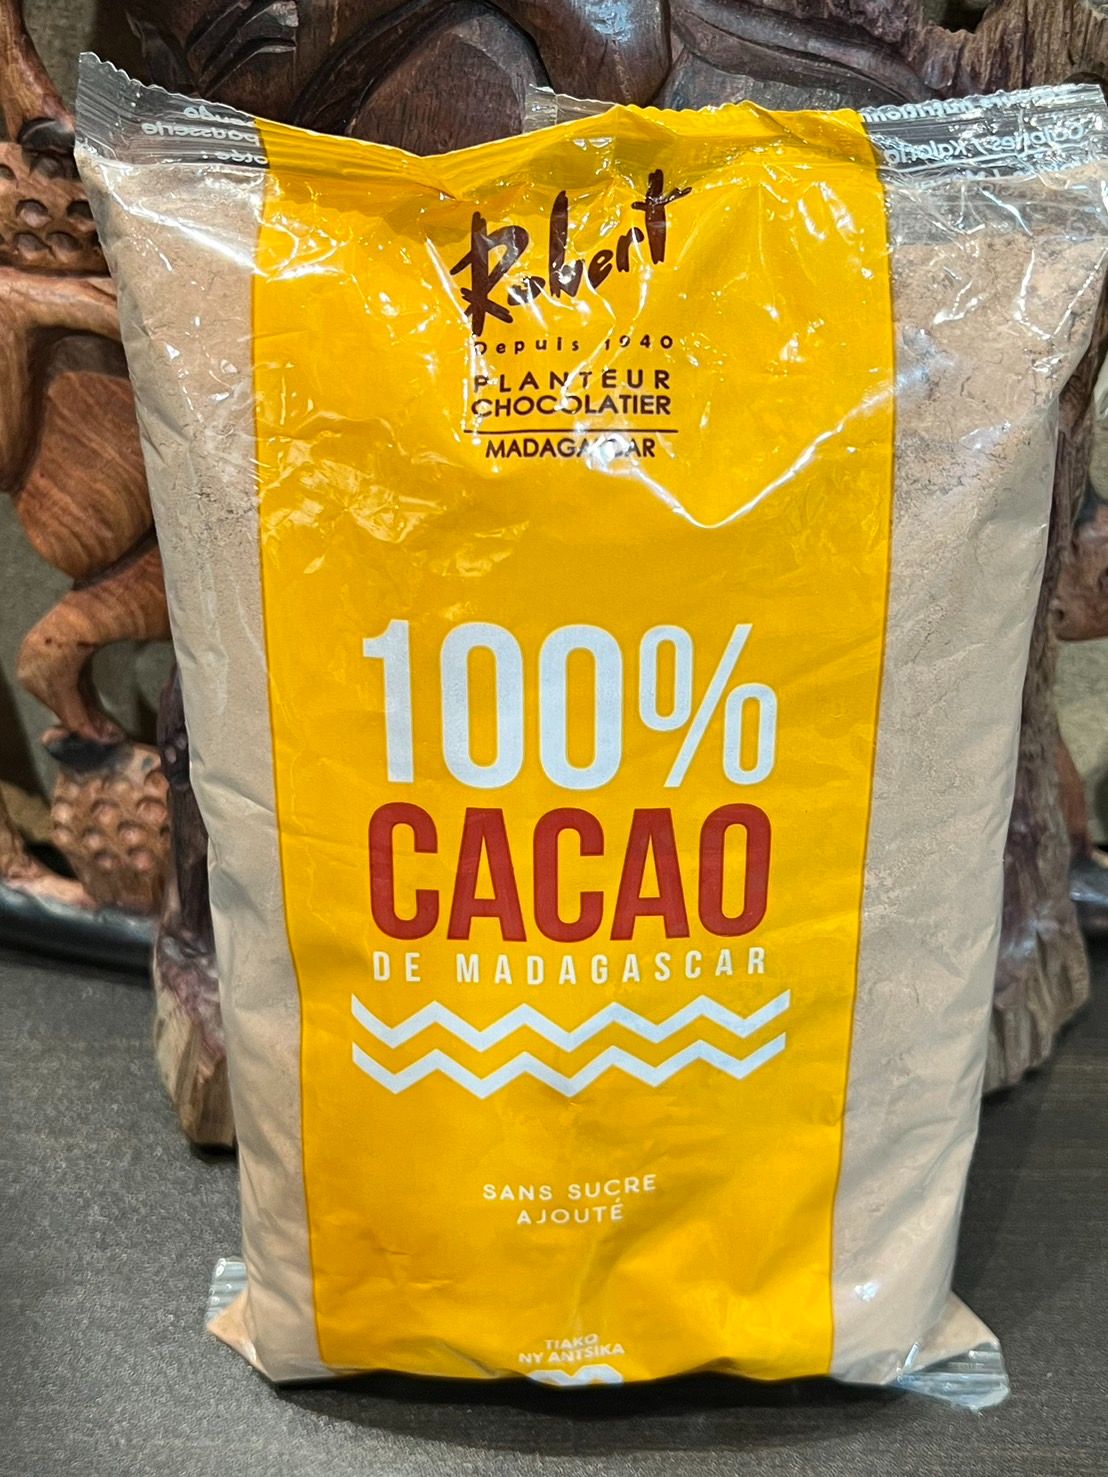 Robert
Depuis 1940
PLANTEUR
CHOCOLATIER
MADAGASCAR
100%
CACAO
DE MADAGASCAR
SANS SUCRE
AJOUTÉ
TIAKO
NY ANTSIKA